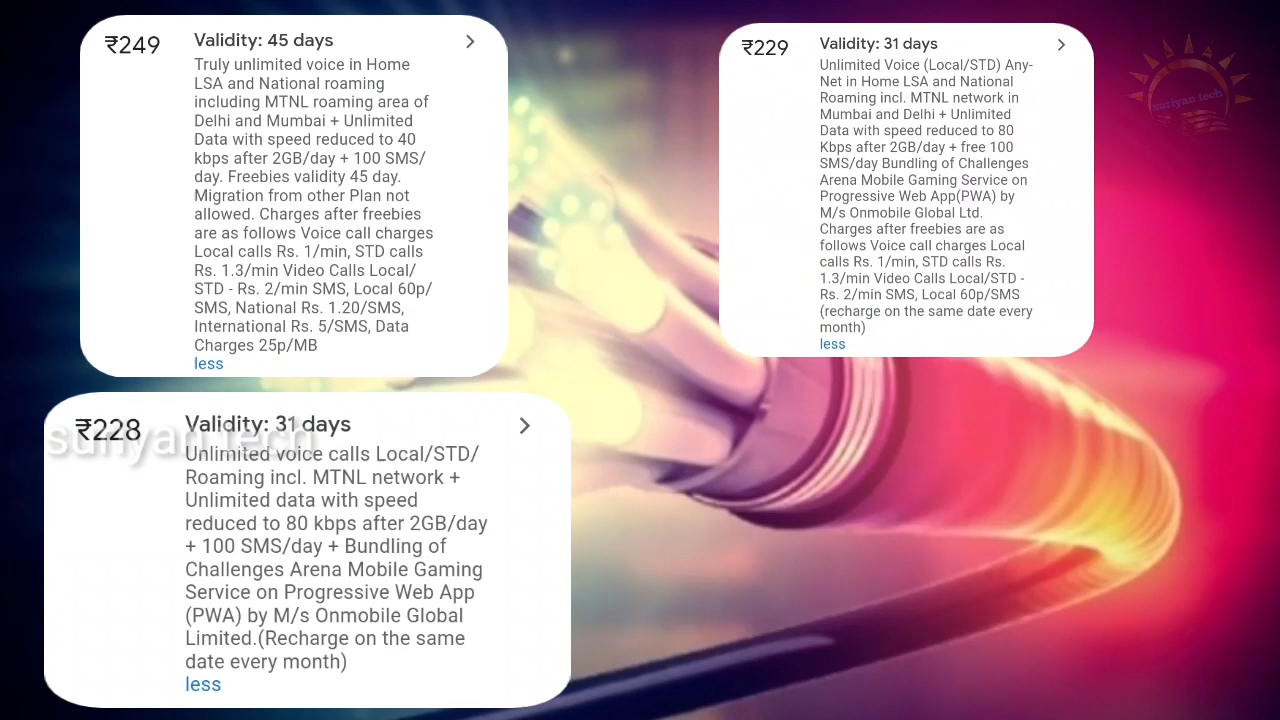 ₹249
Validity: 45 days
Truly unlimited voice in Home
LSA and National roaming
including MTNL roaming area of
Delhi and Mumbai + Unlimited
Data with speed reduced to 40
kbps after 2GB/day + 100 SMS/
day. Freebies validity 45 day.
Migration from other Plan not
allowed. Charges after freebies
are as follows Voice call charges
Local calls Rs. 1/min, STD calls
Rs. 1.3/min Video Calls Local/
STD - Rs. 2/min SMS, Local 60p/
SMS, National Rs. 1.20/SMS,
International Rs. 5/SMS, Data
Charges 25p/MB
less
₹229
Validity: 31 days
Unlimited Voice (Local/STD) Any-
Net in Home LSA and National
Roaming incl. MTNL network in
Mumbai and Delhi + Unlimited
Data with speed reduced to 80
Kbps after 2GB/day + free 100
SMS/day Bundling of Challenges
Arena Mobile Gaming Service on
Progressive Web App(PWA) by
M/s Onmobile Global Ltd.
Charges after freebies are as
follows Voice call charges Local
calls Rs. 1/min, STD calls Rs.
1.3/min Video Calls Local/STD -
Rs. 2/min SMS, Local 60p/SMS
(recharge on the same date every
month)
less
suriyan tech
₹228
Validity: 31 days
suriyan tech
Unlimited voice calls Local/STD/
Roaming incl. MTNL network +
Unlimited data with speed
reduced to 80 kbps after 2GB/day
+ 100 SMS/day + Bundling of
Challenges Arena Mobile Gaming
Service on Progressive Web App
(PWA) by M/s Onmobile Global
Limited.(Recharge on the same
date every month)
less